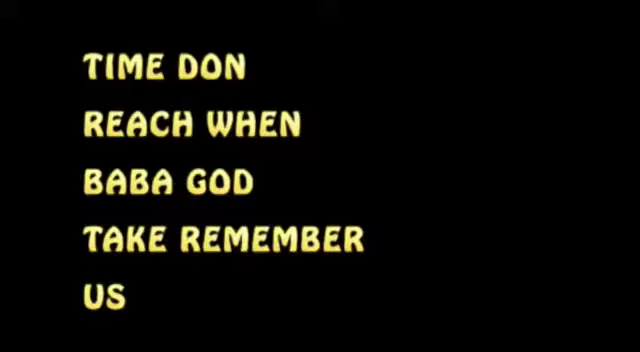 TIME DON
REACH WHEN
BABA GOD
TAKE REMEMBER
US